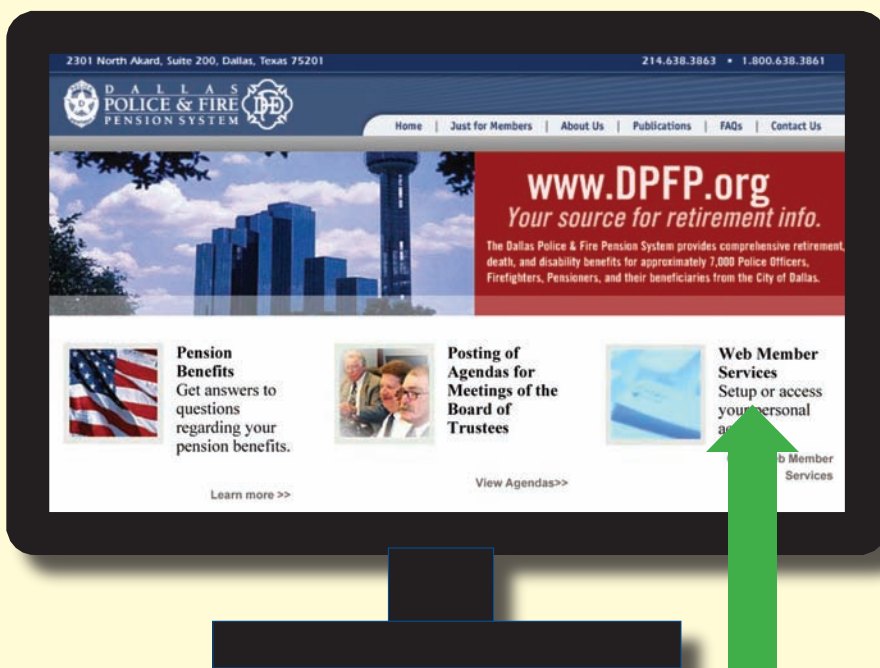 2301 North Akard, Suite 200, Dallas, Texas 75201
214.638.3863 • 1.800.638.3861
DALLAS
POLICE & FIRE
PENSION SYSTEM
Home | Just for Members | About Us | Publications | FAQs | Contact Us
www.DPFP.org
Your source for retirement info.
The Dallas Police & Fire Pension System provides comprehensive retirement,
death, and disability benefits for approximately 7,000 Police Officers,
Firefighters, Pensioners, and their beneficiaries from the City of Dallas.
Pension
Benefits
Get answers to
questions
regarding your
pension benefits.
Learn more >>
Posting of
Agendas for
Meetings of the
Board of
Trustees
View Agendas>>
Web Member
Services
Setup or access
your personal
Member
Services